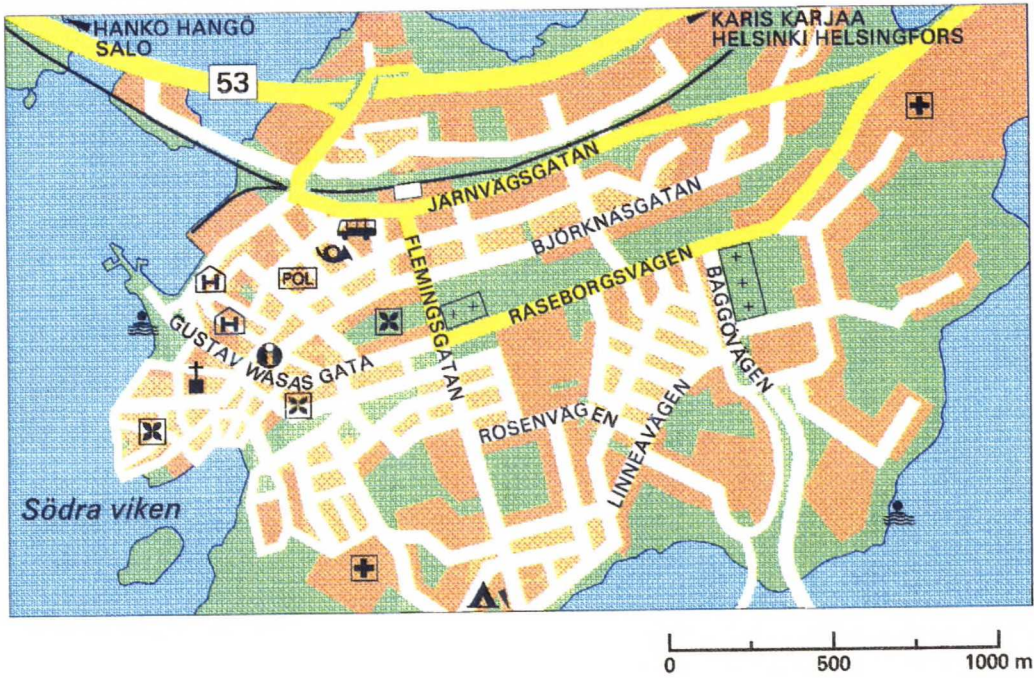 HANKO HANGÖ
SALO
KARIS KARJAA
HELSINKI HELSINGFORS
53
JÄRNVÄGSGATAN
BJÖRKNÄSGATAN
FLEMINGSGATAN
POL
RASEBORGSVÄGEN
BAGGÖVÄGEN
GUSTAV WASAS GATA
ROSENVÄGEN
LINNEAVÄGEN
Södra viken
0 500 1000 m